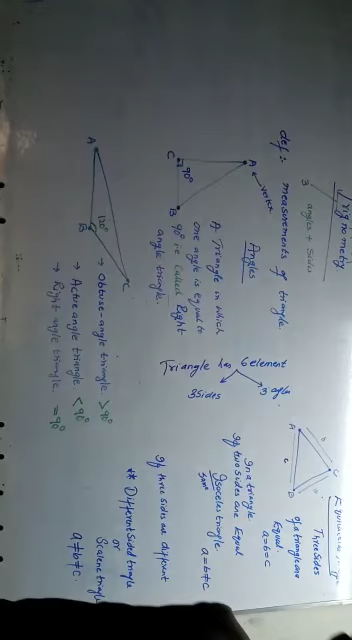 Trigonometry
3 angles + sides
def: measurements of triangle.
Angles
A
vertex
C
90°
B
A Triangle in which
one angle is equal to
90° is called Right
angle triangle.
A
120°
B
C
→ Obtuse-angle triangle > 90°
→ Acute angle triangle < 90°
→ Right-angle triangle = 90°
Triangle has 6 element
3 sides
3 agles
A
b
C
c
a
B
Three sides
of a triangle are
Equal.
a=b=c
In a triangle
If two sides are Equal
Isosceles triangle
a=b≠c
If three sides are different
** Different sided triangle
or
Scalene triangle
a≠b≠c.